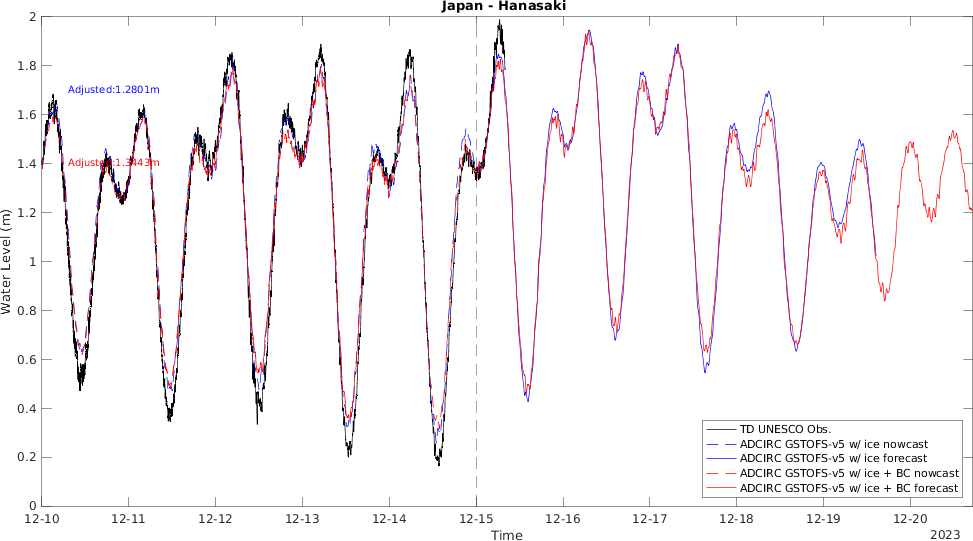 Japan - Hanasaki
2
1.8
1.6
1.4
1.2
1
0.8
0.6
0.4
0.2
0
Water Level (m)
Adjusted:1.2801m
Adjusted:1.3443m
TD UNESCO Obs.
ADCIRC GSTOFS-v5 w/ ice nowcast
ADCIRC GSTOFS-v5 w/ ice forecast
ADCIRC GSTOFS-v5 w/ ice + BC nowcast
ADCIRC GSTOFS-v5 w/ ice + BC forecast
12-10 12-11 12-12 12-13 12-14 12-15 12-16 12-17 12-18 12-19 12-20
Time
2023